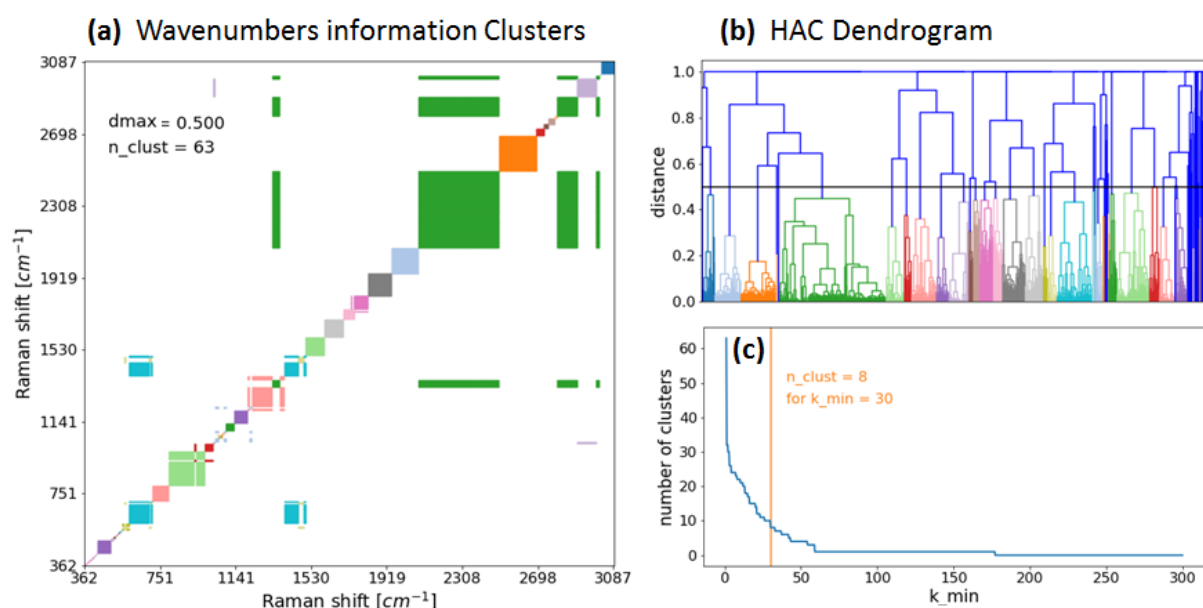 (a) Wavenumbers information Clusters
3087
2698
2308
1919
1530
1141
751
362
Raman shift [cm⁻¹]
dmax = 0.500
n_clust = 63
362 751 1141 1530 1919 2308 2698 3087
Raman shift [cm⁻¹]
(b) HAC Dendrogram
1.0
0.8
0.6
0.4
0.2
0.0
distance
(c)
60
50
40
30
20
10
0
number of clusters
n_clust = 8
for k_min = 30
0 50 100 150 200 250 300
k_min